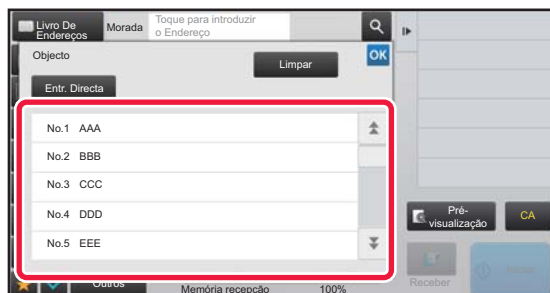 Livro De
Endereços
Morada
Toque para introduzir
o Endereço
Objecto
Limpar
OK
Entr. Directa
No.1 AAA
No.2 BBB
No.3 CCC
No.4 DDD
No.5 EEE
Pré-
visualização
CA
Outros
Memória recepção 100%
Receber